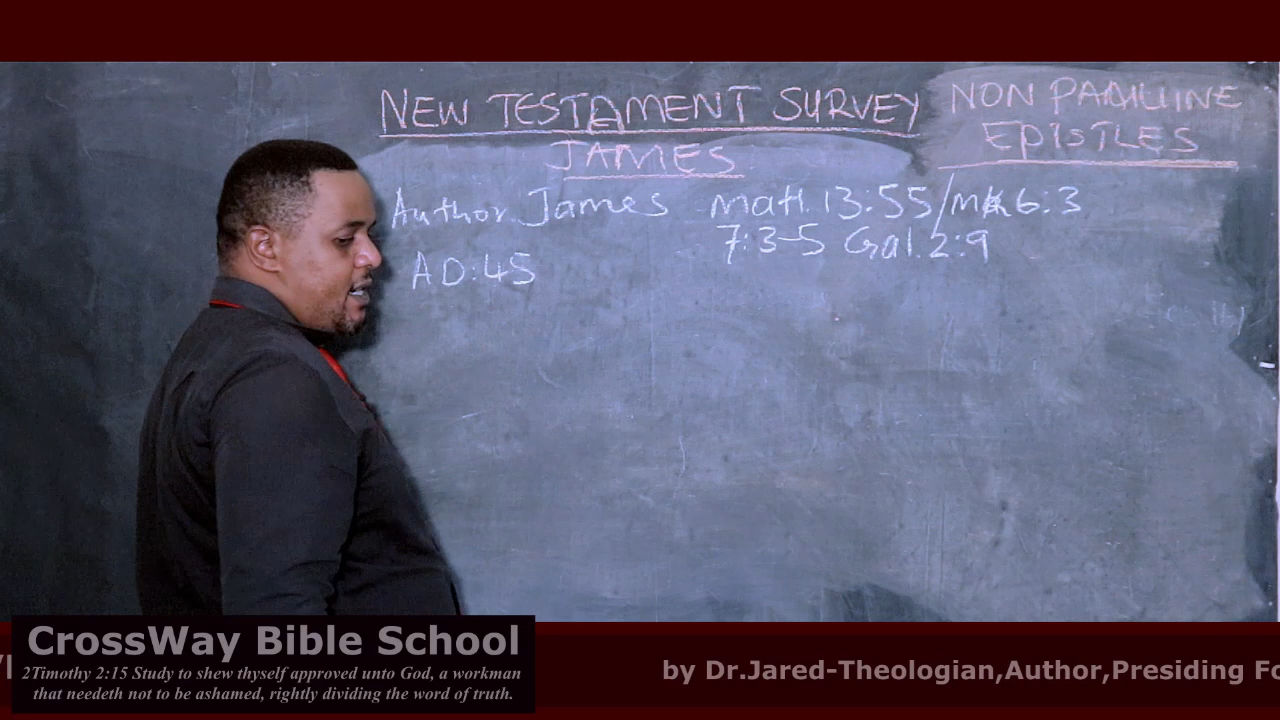 NEW TESTAMENT SURVEY
JAMES
NON PAULINE
EPISTLES
Author James Matt. 13:55/mk 6:3
7:3-5 Gal. 2:9
AD:45
CrossWay Bible School
2Timothy 2:15 Study to shew thyself approved unto God, a workman
that needeth not to be ashamed, rightly dividing the word of truth.
by Dr.Jared-Theologian,Author,Presiding Fo